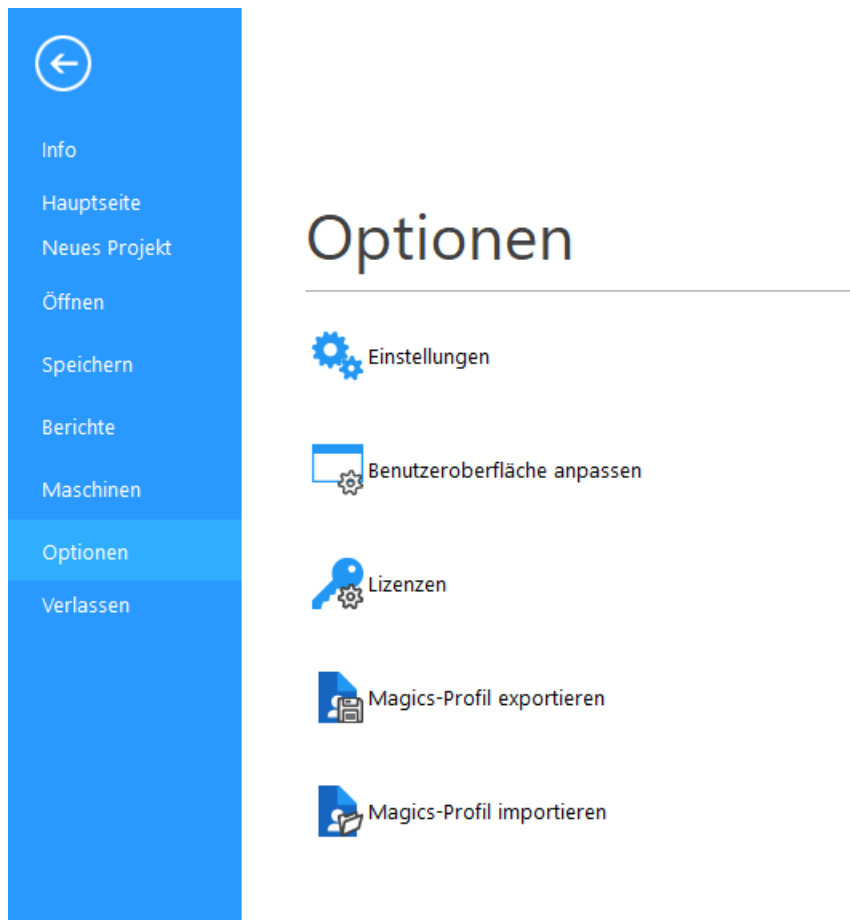 Info
Hauptseite
Neues Projekt
Öffnen
Speichern
Berichte
Maschinen
Optionen
Verlassen
Optionen
Einstellungen
Benutzeroberfläche anpassen
Lizenzen
Magics-Profil exportieren
Magics-Profil importieren